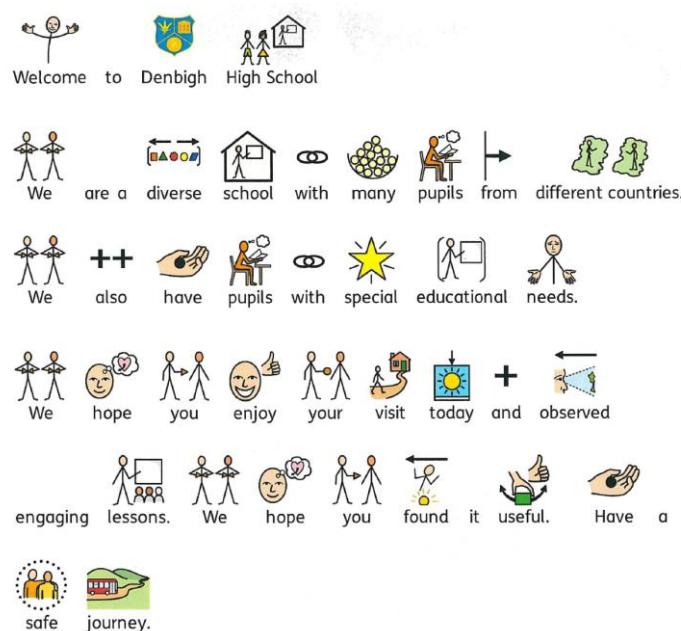 Welcome to Denbigh High School
We are a diverse school with many pupils from different countries.
We also have pupils with special educational needs.
We hope you enjoy your visit today and observed
engaging lessons. We hope you found it useful. Have a
safe journey.